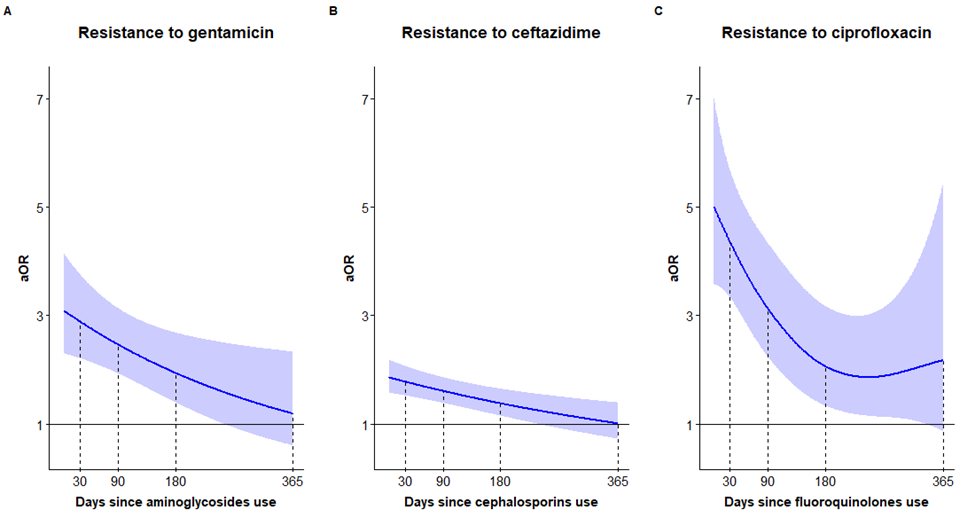 A
Resistance to gentamicin
7
5
3
1
aOR
30 90 180 365
Days since aminoglycosides use
B
Resistance to ceftazidime
7
5
3
1
aOR
30 90 180 365
Days since cephalosporins use
C
Resistance to ciprofloxacin
7
5
3
1
aOR
30 90 180 365
Days since fluoroquinolones use